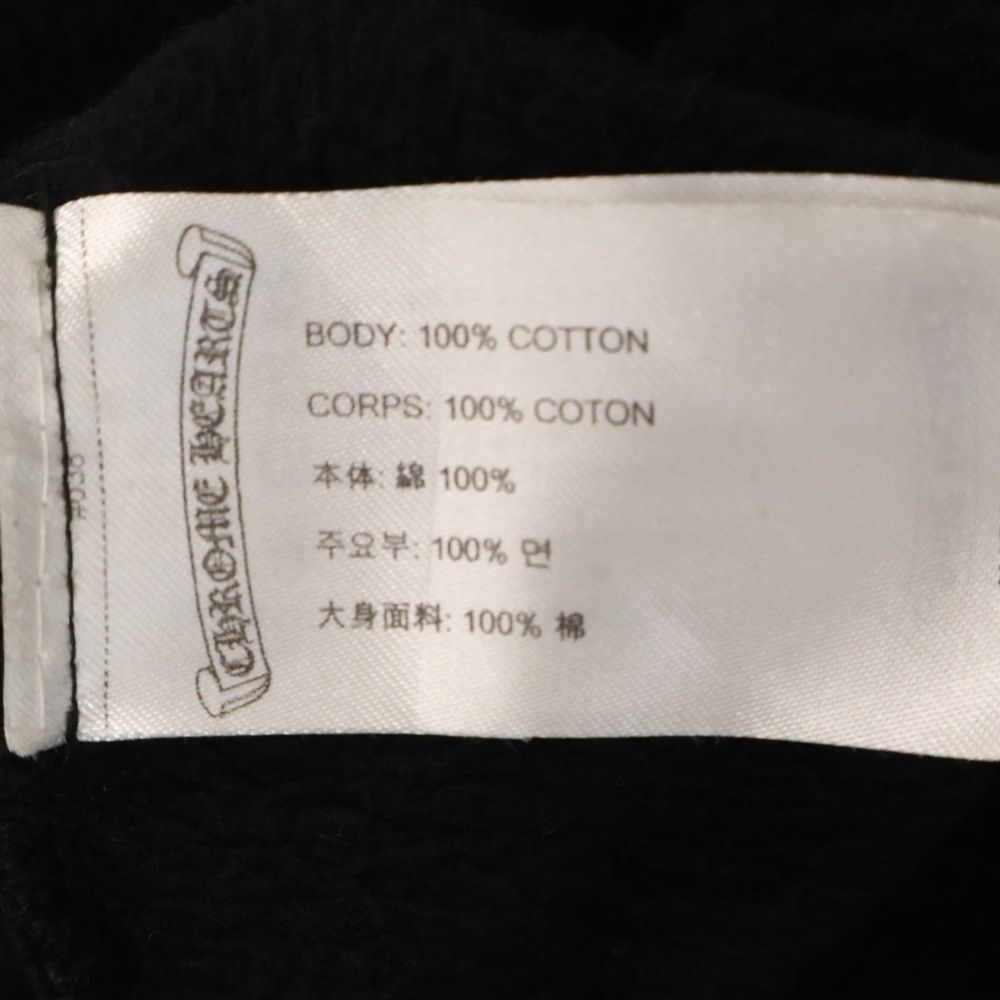 CHROME HEARTS
BODY: 100% COTTON
CORPS: 100% COTON
本体: 綿 100%
주요부: 100% 면
大身面料: 100% 棉